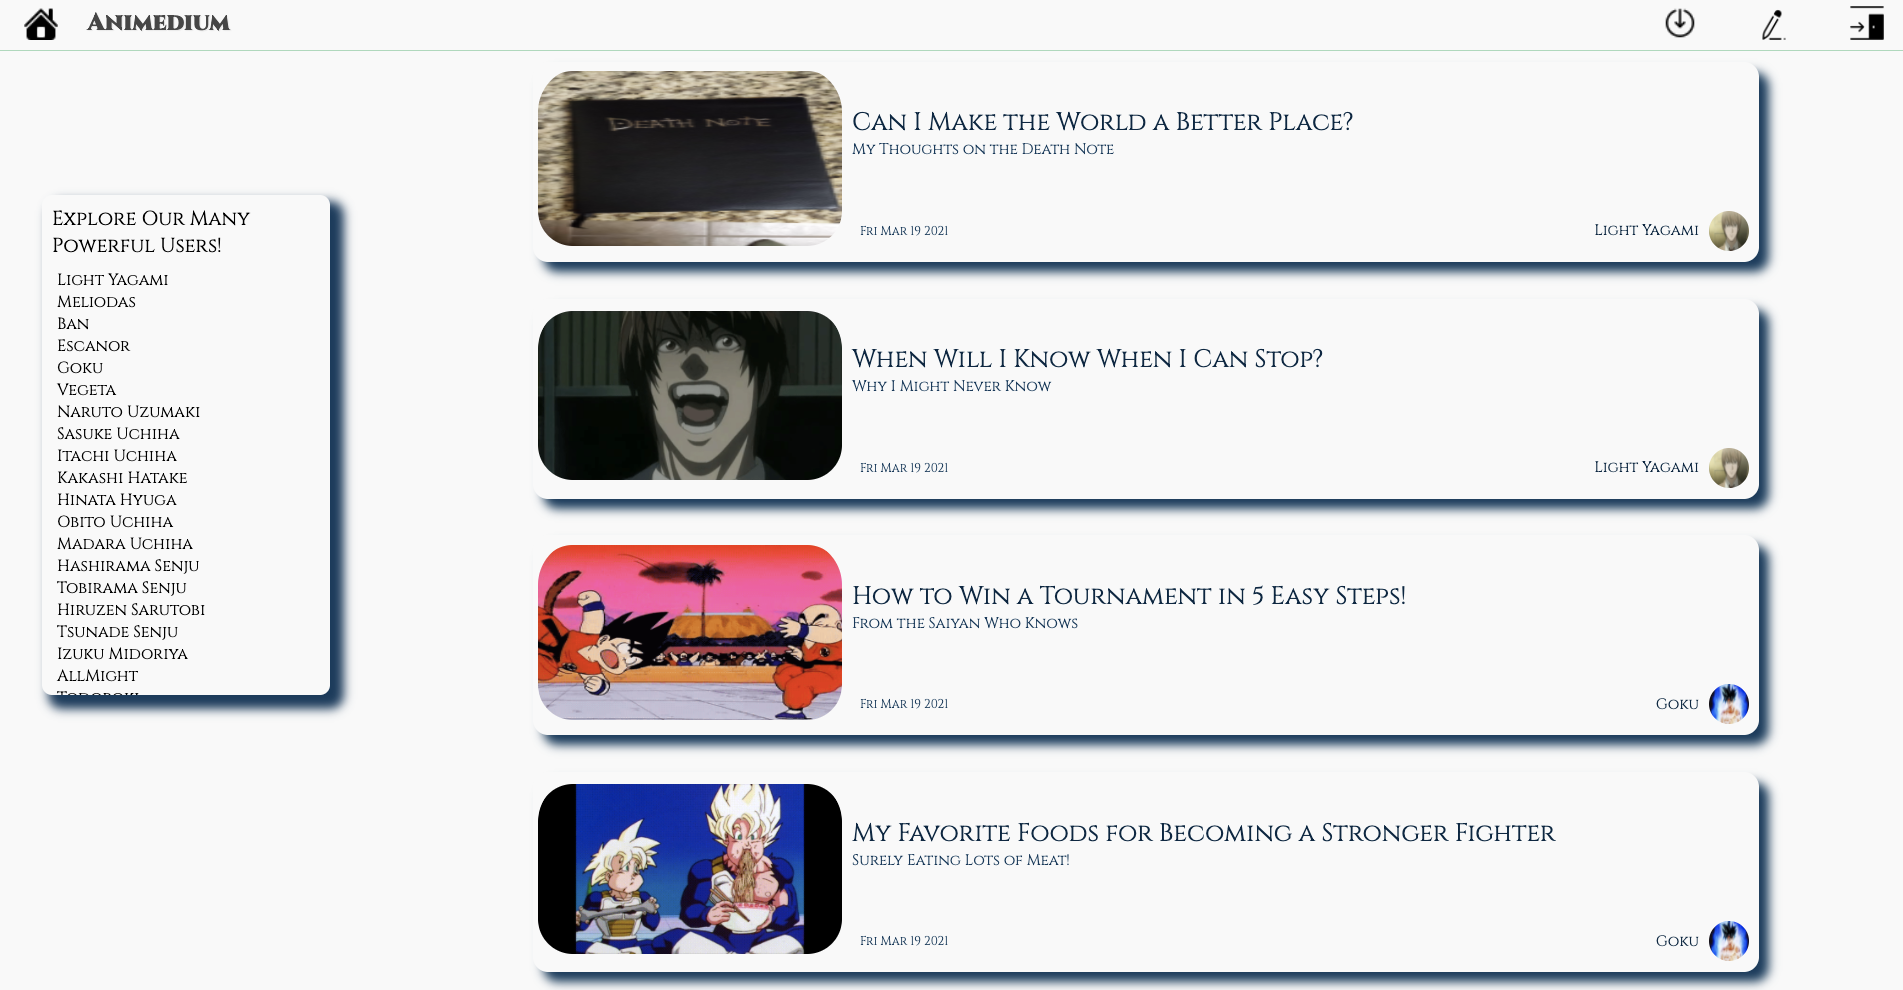 Animedium
Explore Our Many
Powerful Users!
Light Yagami
Meliodas
Ban
Escanor
Goku
Vegeta
Naruto Uzumaki
Sasuke Uchiha
Itachi Uchiha
Kakashi Hatake
Hinata Hyuga
Obito Uchiha
Madara Uchiha
Hashirama Senju
Tobirama Senju
Hiruzen Sarutobi
Tsunade Senju
Izuku Midoriya
AllMight
Todoroki
Death Note
Can I Make the World a Better Place?
My Thoughts on the Death Note
Fri Mar 19 2021
Light Yagami
When Will I Know When I Can Stop?
Why I Might Never Know
Fri Mar 19 2021
Light Yagami
How to Win a Tournament in 5 Easy Steps!
From the Saiyan Who Knows
Fri Mar 19 2021
Goku
My Favorite Foods for Becoming a Stronger Fighter
Surely Eating Lots of Meat!
Fri Mar 19 2021
Goku